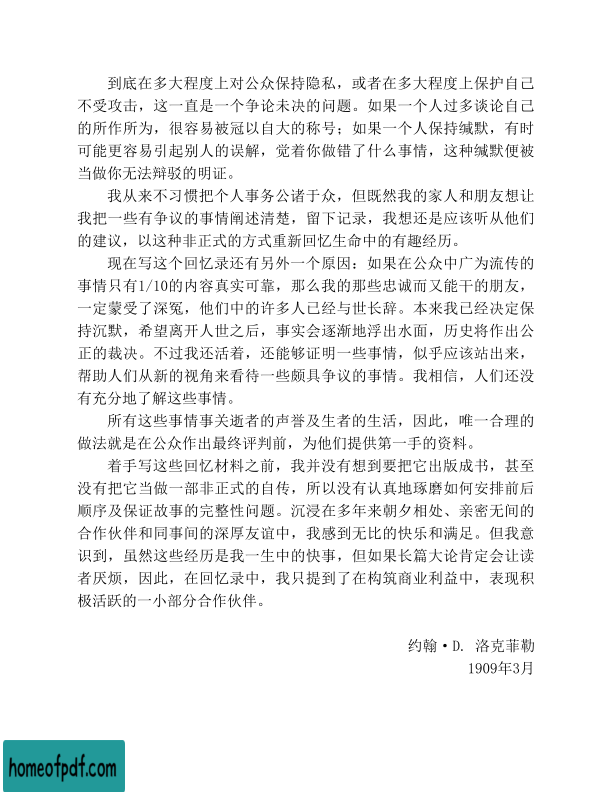 到底在多大程度上对公众保持隐私，或者在多大程度上保护自己
不受攻击，这一直是一个争论未决的问题。如果一个人过多谈论自己
的所作所为，很容易被冠以自大的称号；如果一个人保持缄默，有时
可能更容易引起别人的误解，觉着你做错了什么事情，这种缄默便被
当做你无法辩驳的明证。
我从来不习惯把个人事务公诸于众，但既然我的家人和朋友想让
我把一些有争议的事情阐述清楚，留下记录，我想还是应该听从他们
的建议，以这种非正式的方式重新回忆生命中的有趣经历。
现在写这个回忆录还有另外一个原因：如果在公众中广为流传的
事情只有1/10的内容真实可靠，那么我的那些忠诚而又能干的朋友，
一定蒙受了深冤，他们中的许多人已经与世长辞。本来我已经决定保
持沉默，希望离开人世之后，事实会逐渐地浮出水面，历史将作出公
正的裁决。不过我还活着，还能够证明一些事情，似乎应该站出来，
帮助人们从新的视角来看待一些颇具争议的事情。我相信，人们还没
有充分地了解这些事情。
所有这些事情事关逝者的声誉及生者的生活，因此，唯一合理的
做法就是在公众作出最终评判前，为他们提供第一手的资料。
着手写这些回忆材料之前，我并没有想到要把它出版成书，甚至
没有把它当做一部非正式的自传，所以没有认真地琢磨如何安排前后
顺序及保证故事的完整性问题。沉浸在多年来朝夕相处、亲密无间的
合作伙伴和同事间的深厚友谊中，我感到无比的快乐和满足。但我意
识到，虽然这些经历是我一生中的快事，但如果长篇大论肯定会让读
者厌烦，因此，在回忆录中，我只提到了在构筑商业利益中，表现积
极活跃的一小部分合作伙伴。
约翰·D. 洛克菲勒
1909年3月
homeofpdf.com